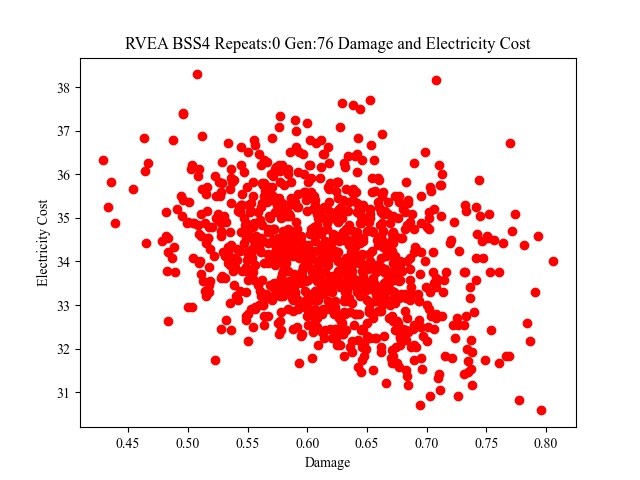 RVEA BSS4 Repeats:0 Gen:76 Damage and Electricity Cost
38
37
36
35
34
33
32
31
Electricity Cost
0.45 0.50 0.55 0.60 0.65 0.70 0.75 0.80
Damage